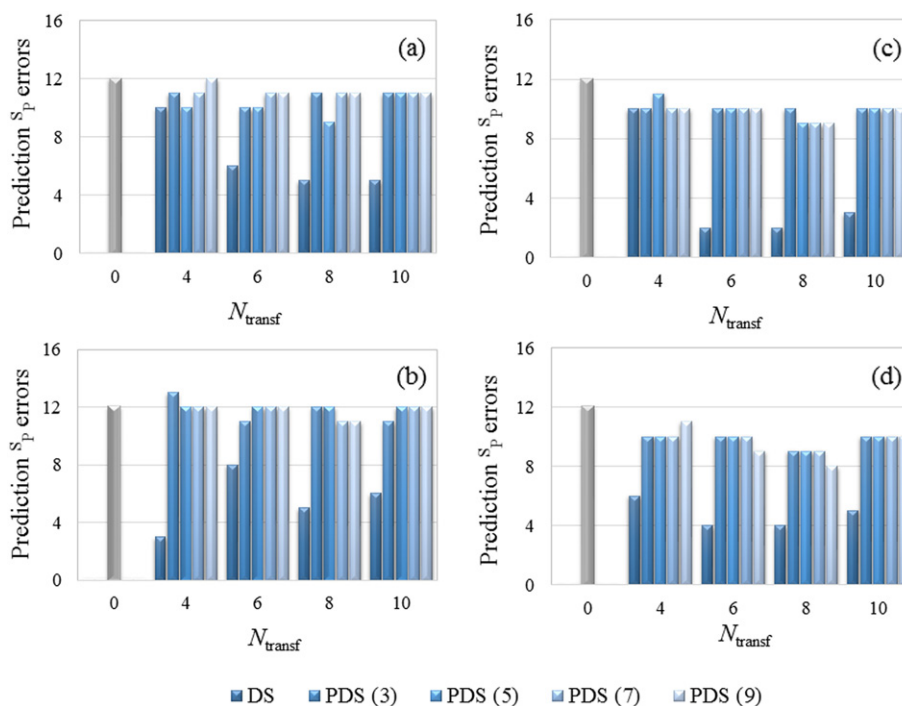 (a)
Prediction SP errors
16
12
8
4
0
0 4 6 8 10
Ntransf
(c)
Prediction SP errors
16
12
8
4
0
0 4 6 8 10
Ntransf
(b)
Prediction SP errors
16
12
8
4
0
0 4 6 8 10
Ntransf
(d)
Prediction SP errors
16
12
8
4
0
0 4 6 8 10
Ntransf
DS PDS (3) PDS (5) PDS (7) PDS (9)